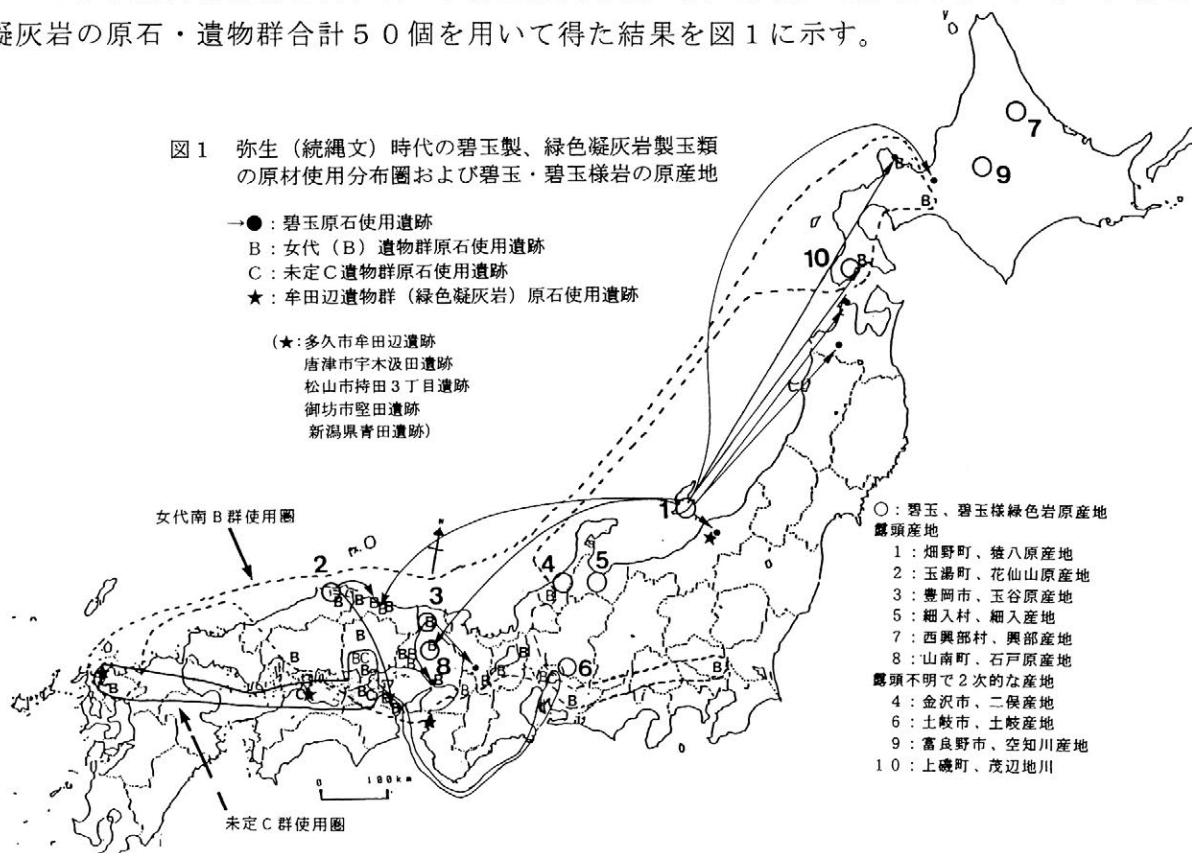 凝灰岩の原石・遺物群合計50個を用いて得た結果を図1に示す。
図1 弥生（続縄文）時代の碧玉製、緑色凝灰岩製玉類
の原材使用分布圏および碧玉・碧玉様岩の原産地
→●：碧玉原石使用遺跡
B：女代（B）遺物群原石使用遺跡
C：未定C遺物群原石使用遺跡
★：牟田辺遺物群（緑色凝灰岩）原石使用遺跡
(★：多久市牟田辺遺跡
唐津市宇木汲田遺跡
松山市持田3丁目遺跡
御坊市堅田遺跡
新潟県青田遺跡)
女代南B群使用圏
未定C群使用圏
0 100km
○：碧玉、碧玉様緑色岩原産地
露頭産地
1：畑野町、猿八原産地
2：玉湯町、花仙山原産地
3：豊岡市、玉谷原産地
5：細入村、細入産地
7：西興部村、興部産地
8：山南町、石戸原産地
露頭不明で2次的な産地
4：金沢市、二俣産地
6：土岐市、土岐産地
9：富良野市、空知川産地
10：上磯町、茂辺地川
7
9
10
1
2
3
4
5
6
8